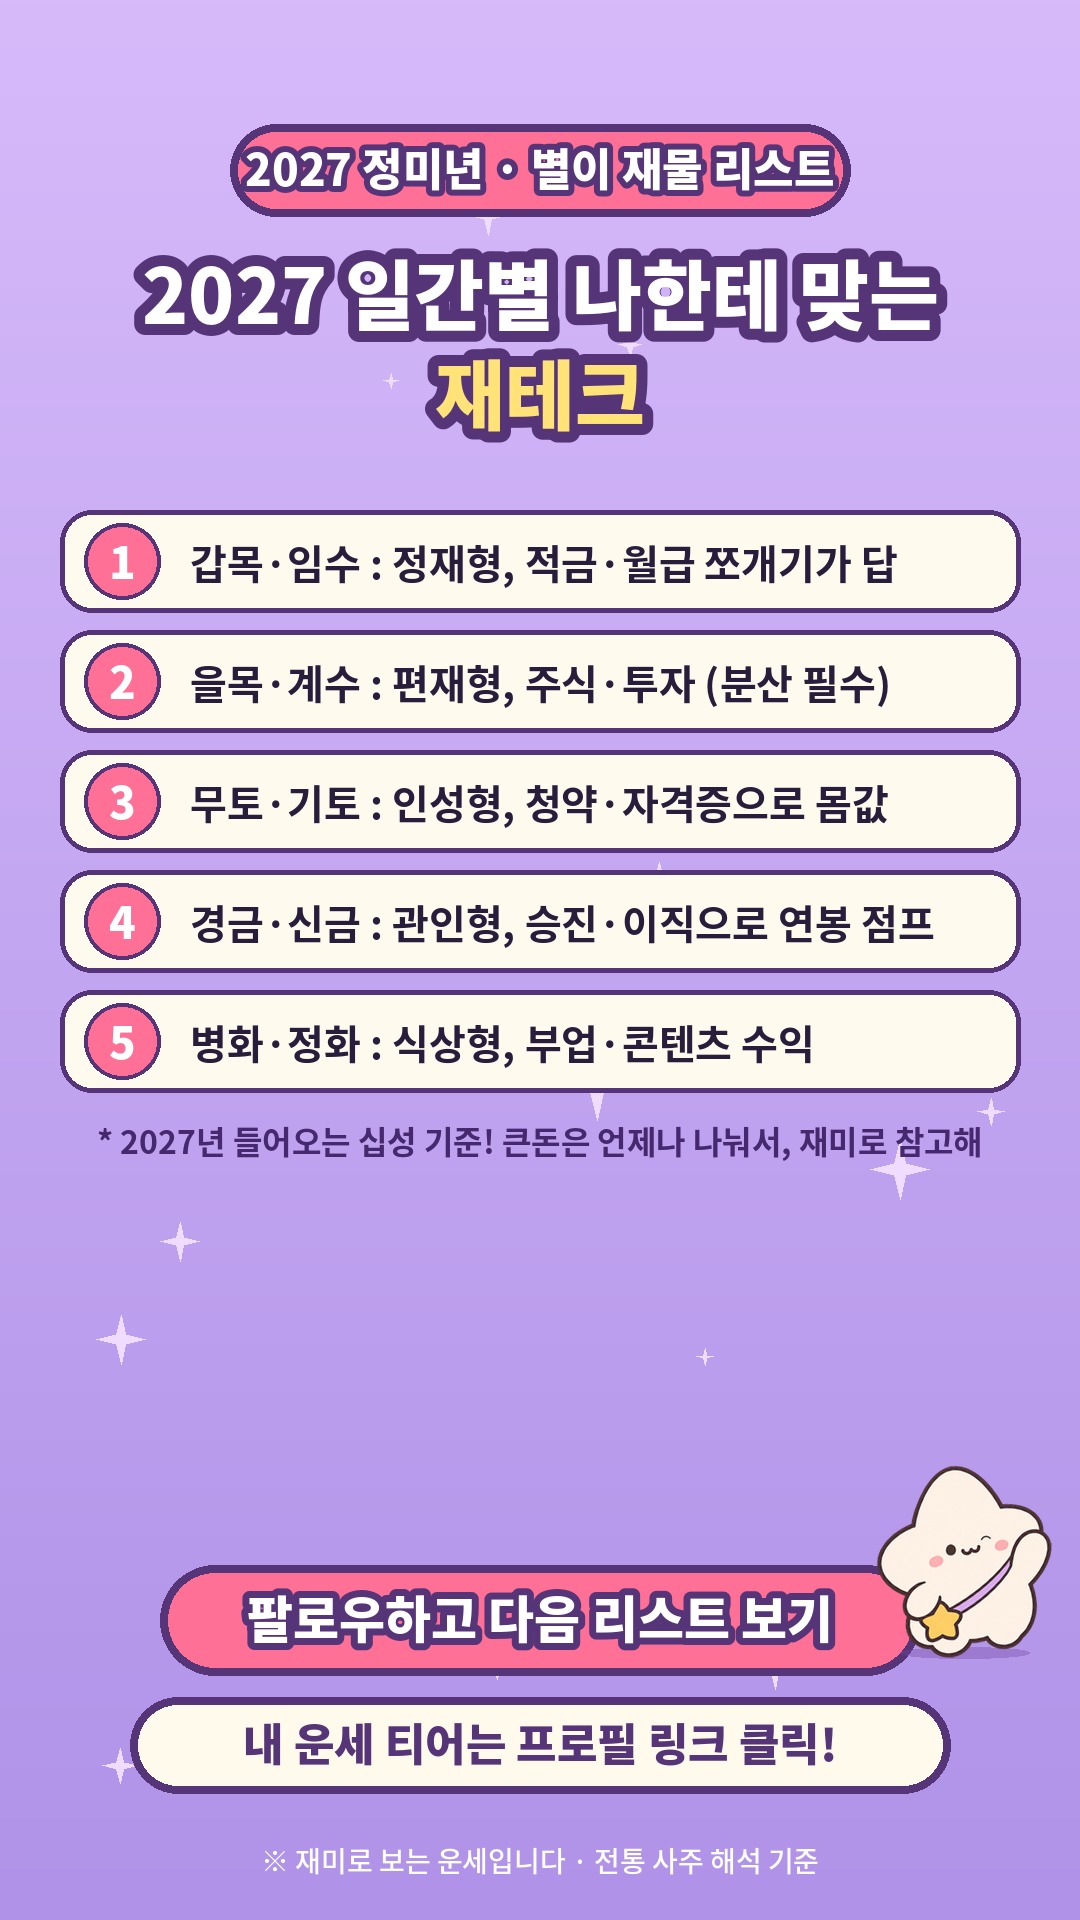 2027 정미년 · 별이 재물 리스트
2027 일간별 나한테 맞는
재테크
1 갑목·임수 : 정재형, 적금·월급 쪼개기가 답
2 을목·계수 : 편재형, 주식·투자 (분산 필수)
3 무토·기토 : 인성형, 청약·자격증으로 몸값
4 경금·신금 : 관인형, 승진·이직으로 연봉 점프
5 병화·정화 : 식상형, 부업·콘텐츠 수익
* 2027년 들어오는 십성 기준! 큰돈은 언제나 나눠서, 재미로 참고해
팔로우하고 다음 리스트 보기
내 운세 티어는 프로필 링크 클릭!
※ 재미로 보는 운세입니다 · 전통 사주 해석 기준